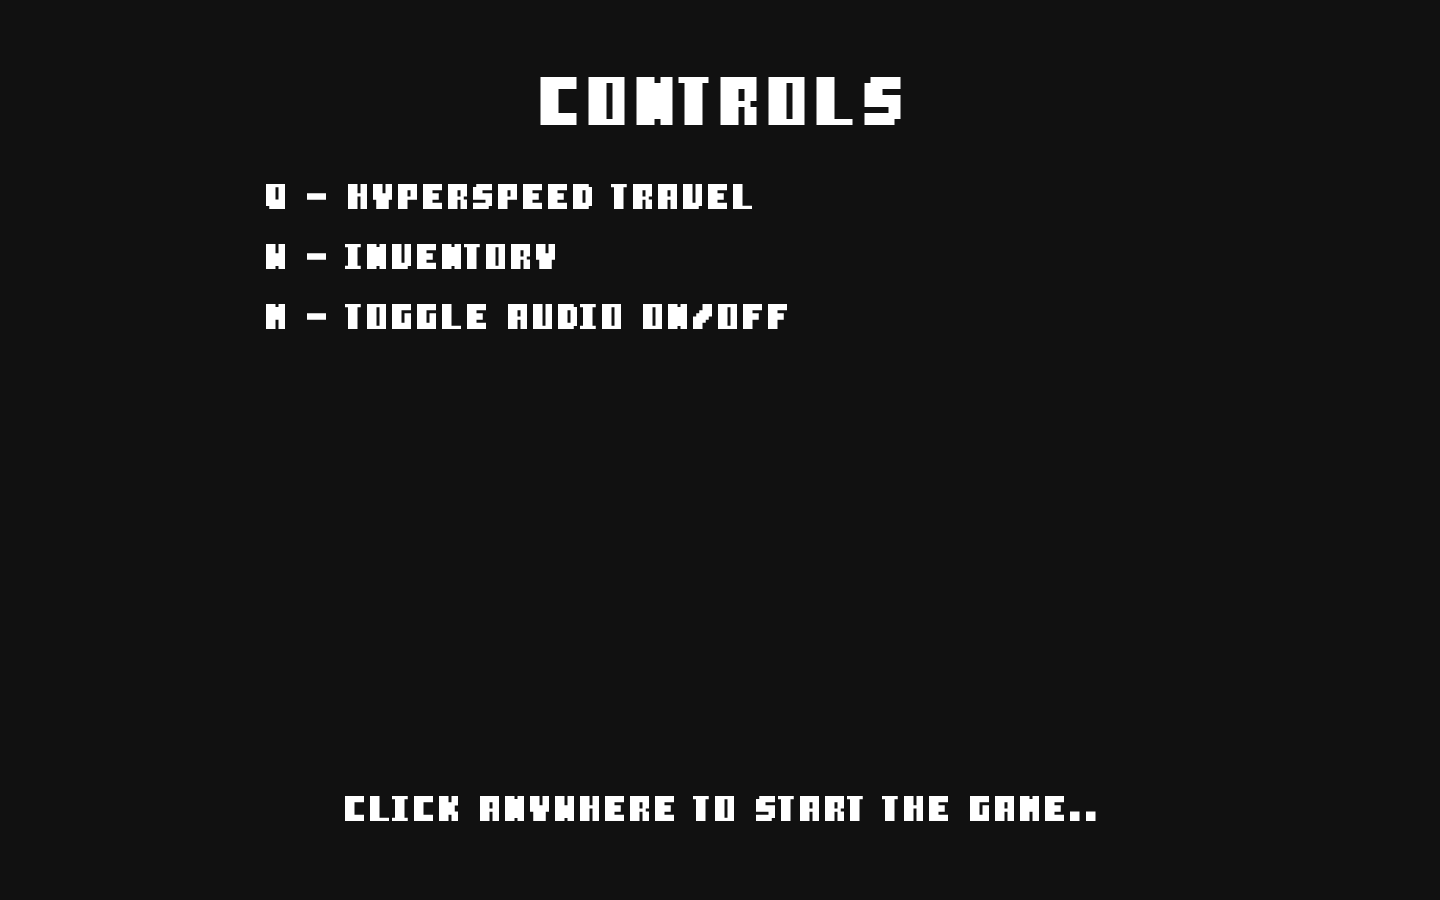 CONTROLS
Q - HYPERSPEED TRAVEL
W - INVENTORY
M - TOGGLE AUDIO ON/OFF
CLICK ANYWHERE TO START THE GAME..